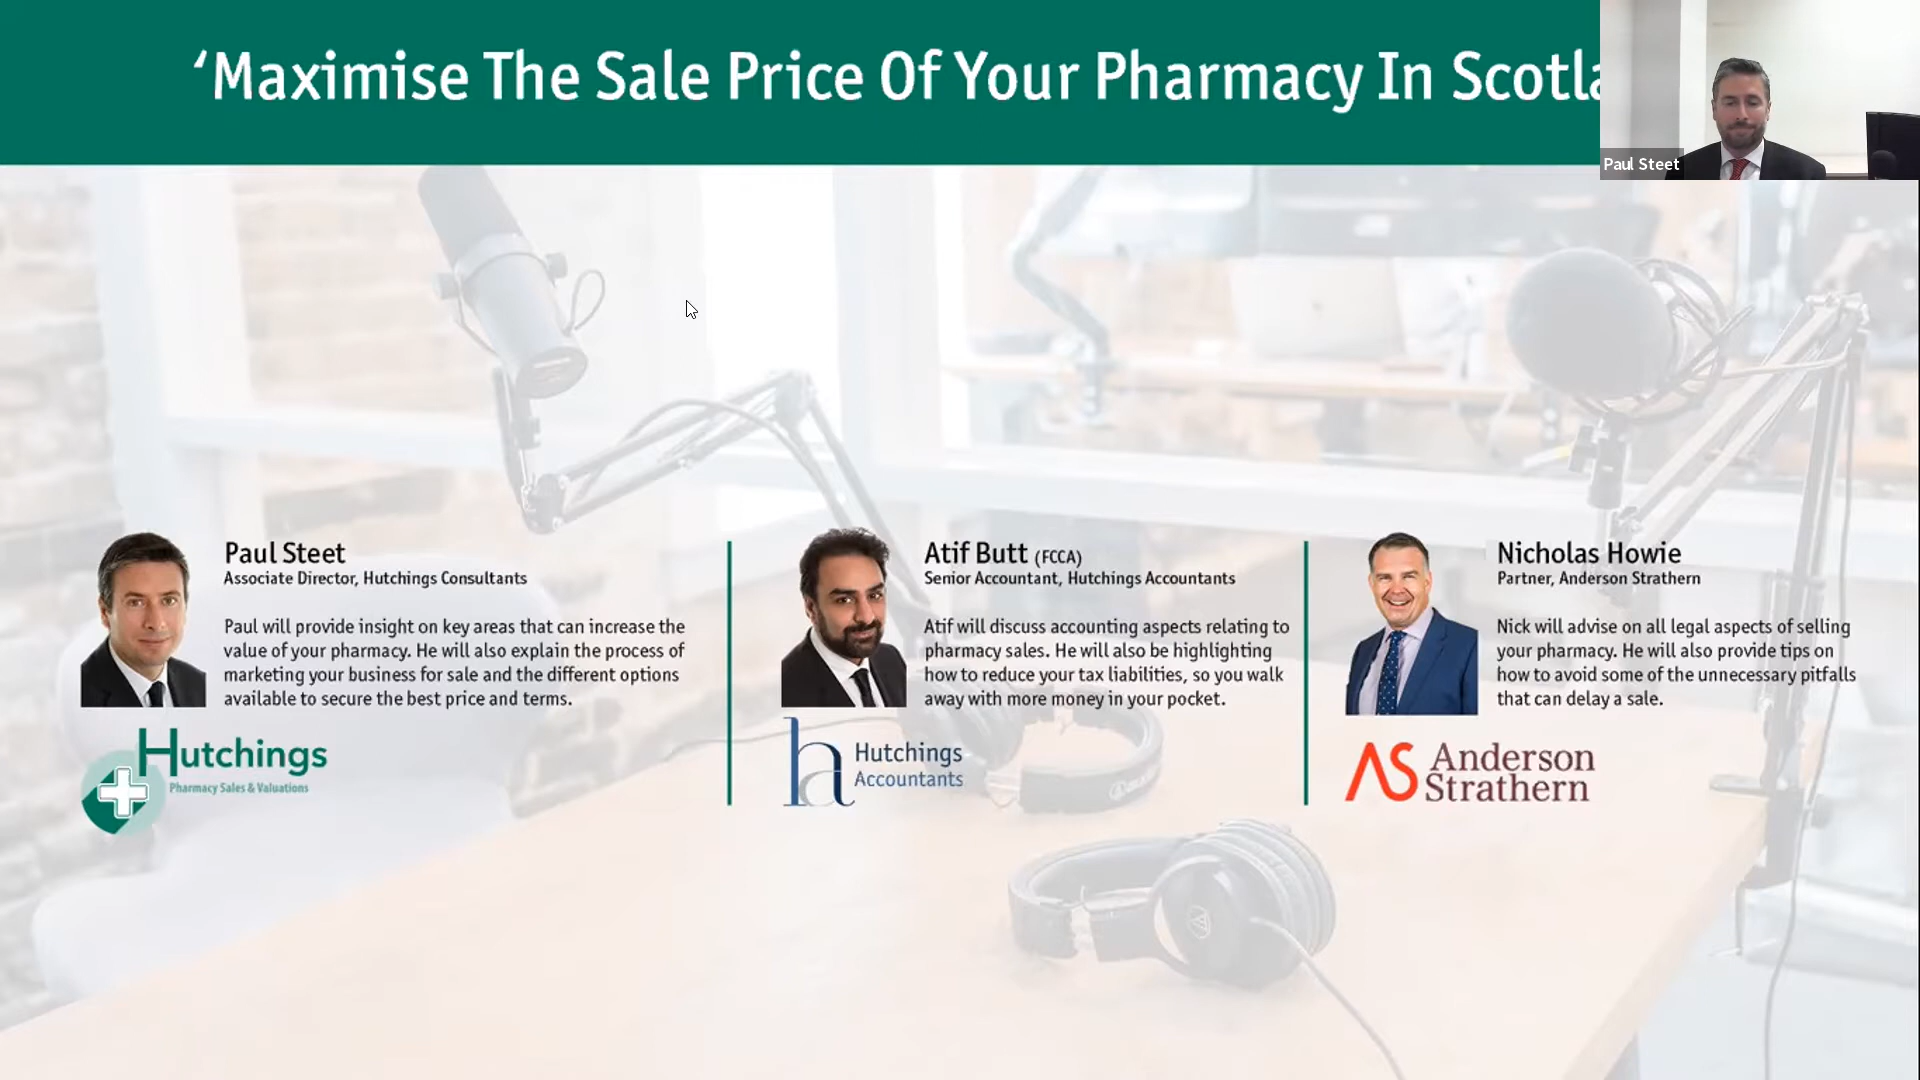 ‘Maximise The Sale Price Of Your Pharmacy In Scotla
Paul Steet
Paul Steet
Associate Director, Hutchings Consultants
Paul will provide insight on key areas that can increase the
value of your pharmacy. He will also explain the process of
marketing your business for sale and the different options
available to secure the best price and terms.
Hutchings
Pharmacy Sales & Valuations
Atif Butt (FCCA)
Senior Accountant, Hutchings Accountants
Atif will discuss accounting aspects relating to
pharmacy sales. He will also be highlighting
how to reduce your tax liabilities, so you walk
away with more money in your pocket.
ha
Hutchings
Accountants
Nicholas Howie
Partner, Anderson Strathern
Nick will advise on all legal aspects of selling
your pharmacy. He will also provide tips on
how to avoid some of the unnecessary pitfalls
that can delay a sale.
AS
Anderson
Strathern